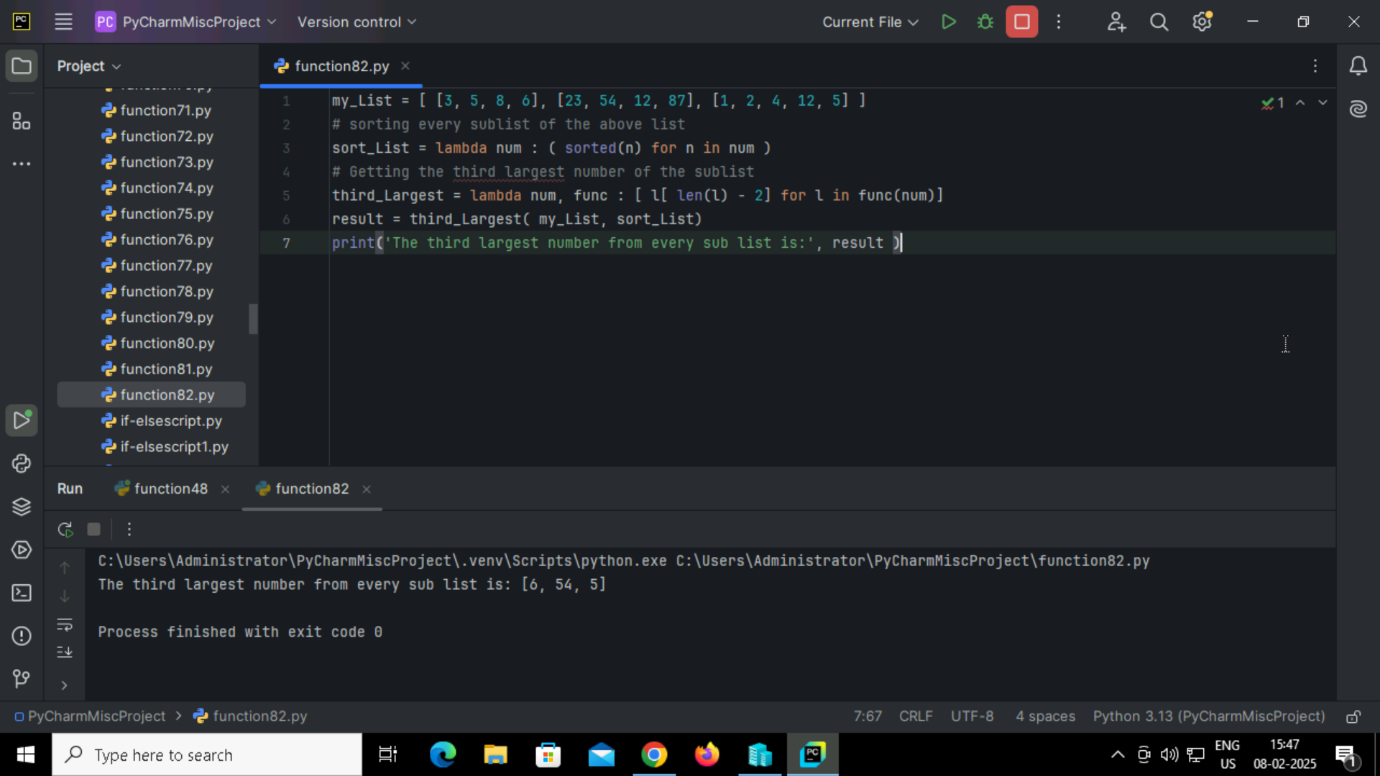 PC
PC PyCharmMiscProject Version control Current File
Project
function82.py
function71.py
function72.py
function73.py
function74.py
function75.py
function76.py
function77.py
function78.py
function79.py
function80.py
function81.py
function82.py
if-elsescript.py
if-elsescript1.py
1 my_List = [ [3, 5, 8, 6], [23, 54, 12, 87], [1, 2, 4, 12, 5] ]
2 # sorting every sublist of the above list
3 sort_List = lambda num : ( sorted(n) for n in num )
4 # Getting the third largest number of the sublist
5 third_Largest = lambda num, func : [ l[ len(l) - 2] for l in func(num)]
6 result = third_Largest( my_List, sort_List)
7 print('The third largest number from every sub list is:', result )
1
Run function48 function82
C:\Users\Administrator\PyCharmMiscProject\.venv\Scripts\python.exe C:\Users\Administrator\PyCharmMiscProject\function82.py
The third largest number from every sub list is: [6, 54, 5]
Process finished with exit code 0
PyCharmMiscProject > function82.py 7:67 CRLF UTF-8 4 spaces Python 3.13 (PyCharmMiscProject)
Type here to search
PC
ENG
US
15:47
08-02-2025
1